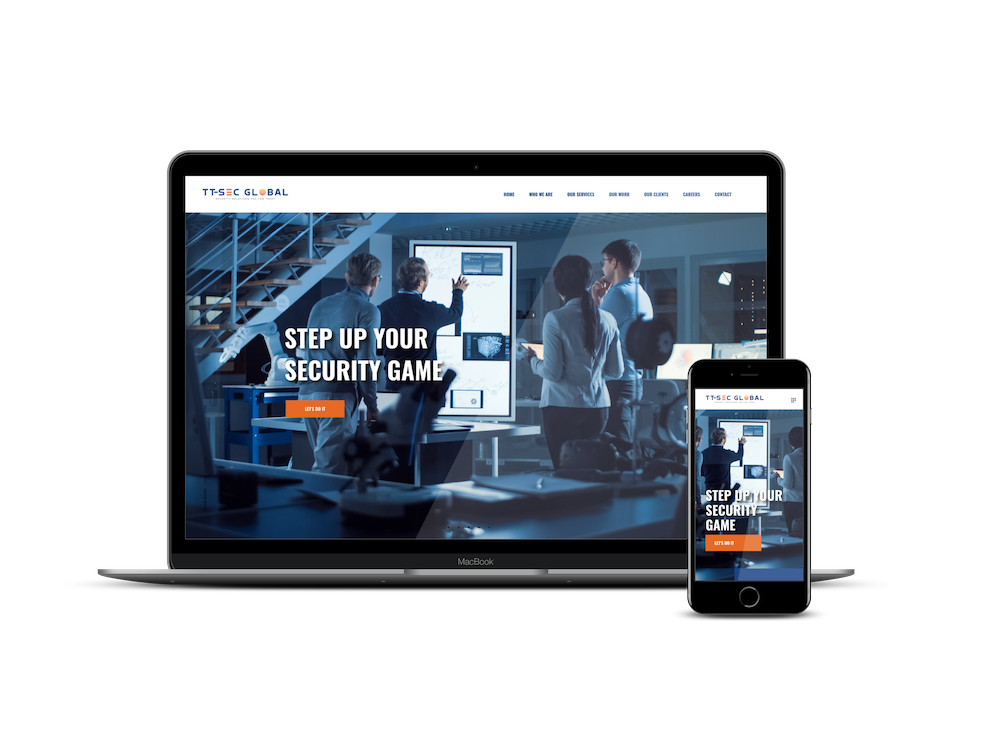 TT-SEC GLOBAL
HOME WHO WE ARE OUR SERVICES OUR WORK OUR CLIENTS CAREERS CONTACT
STEP UP YOUR
SECURITY GAME
LET'S DO IT
MacBook
TT-SEC GLOBAL
STEP UP YOUR
SECURITY
GAME
LET'S DO IT